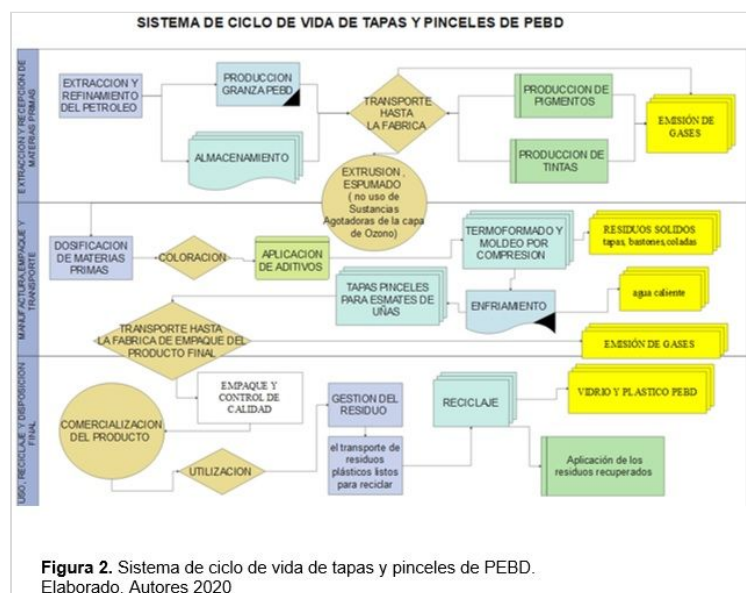 SISTEMA DE CICLO DE VIDA DE TAPAS Y PINCELES DE PEBD
EXTRACCION Y RECEPCION DE
MATERIAS PRIMAS
EXTRACCION Y
REFINAMIENTO
DEL PETROLEO
PRODUCCION
GRANZA PEBD
ALMACENAMIENTO
TRANSPORTE
HASTA
LA FABRICA
PRODUCCION DE
PIGMENTOS
PRODUCCION DE
TINTAS
EMISIÓN DE
GASES
EXTRUSION ,
ESPUMADO
( no uso de
Sustancias
Agotadoras de la capa
de Ozono)
MANUFACTURA,EMPAQUE Y
TRANSPORTE
DOSIFICACION
DE MATERIAS
PRIMAS
COLORACION
APLICACION
DE ADITIVOS
TERMOFORMADO Y
MOLDEO POR
COMPRESION
RESIDUOS SOLIDOS
tapas, bastones,coladas
TAPAS PINCELES
PARA ESMATES DE
UÑAS
ENFRIAMIENTO
agua caliente
TRANSPORTE HASTA
LA FABRICA DE EMPAQUE DEL
PRODUCTO FINAL
EMISIÓN DE GASES
USO, RECICLAJE Y DISPOSICION
FINAL
EMPAQUE Y
CONTROL DE
CALIDAD
COMERCIALIZACION
DEL PRODUCTO
UTILIZACION
GESTION DEL
RESIDUO
el transporte de
residuos
plásticos listos
para reciclar
RECICLAJE
VIDRIO Y PLASTICO PEBD
Aplicación de los
residuos recuperados
Figura 2. Sistema de ciclo de vida de tapas y pinceles de PEBD.
Elaborado. Autores 2020